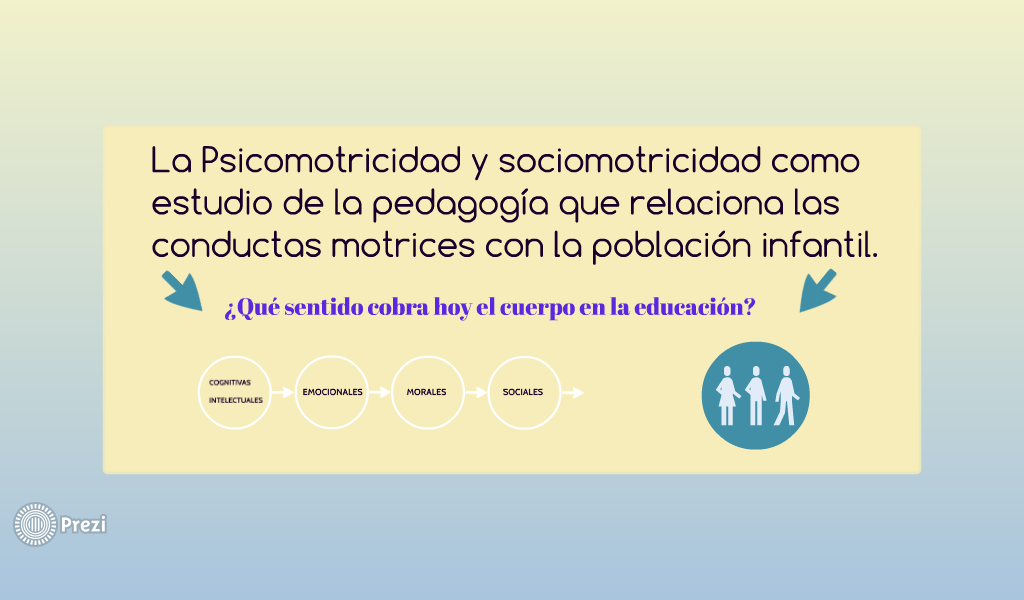 La Psicomotricidad y sociomotricidad como
estudio de la pedagogía que relaciona las
conductas motrices con la población infantil.
¿Qué sentido cobra hoy el cuerpo en la educación?
COGNITIVAS
INTELECTUALES
EMOCIONALES
MORALES
SOCIALES
Prezi